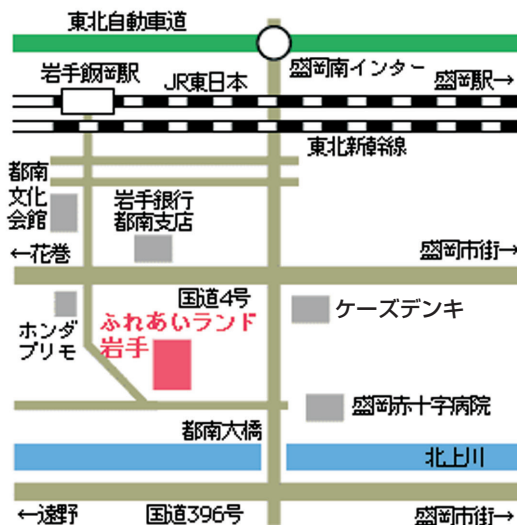 東北自動車道
岩手飯岡駅
JR東日本
盛岡南インター
盛岡駅→
東北新幹線
都南
文化
会館
岩手銀行
都南支店
←花巻
盛岡市街→
国道4号
ケーズデンキ
ホンダ
プリモ
ふれあいランド
岩手
盛岡赤十字病院
都南大橋
北上川
←遠野
国道396号
盛岡市街→